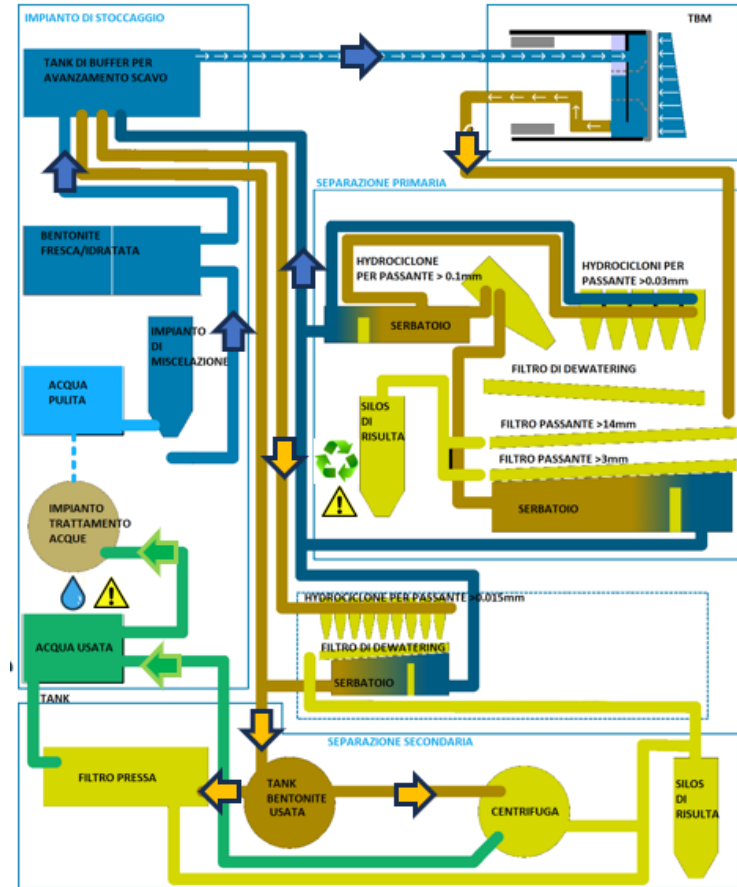 IMPIANTO DI STOCCAGGIO
TBM
TANK DI BUFFER PER
AVANZAMENTO SCAVO
SEPARAZIONE PRIMARIA
BENTONITE
FRESCA/IDRATATA
HYDROCICLONE
PER PASSANTE > 0.1mm
HYDROCICLONI PER
PASSANTE >0.03mm
SERBATOIO
IMPIANTO
DI
MISCELAZIONE
FILTRO DI DEWATERING
ACQUA
PULITA
SILOS
DI
RISULTA
FILTRO PASSANTE >14mm
FILTRO PASSANTE >3mm
IMPIANTO
TRATTAMENTO
ACQUE
SERBATOIO
HYDROCICLONE PER PASSANTE >0.015mm
ACQUA USATA
FILTRO DI DEWATERING
SERBATOIO
TANK
SEPARAZIONE SECONDARIA
FILTRO PRESSA
TANK
BENTONITE
USATA
CENTRIFUGA
SILOS
DI
RISULTA